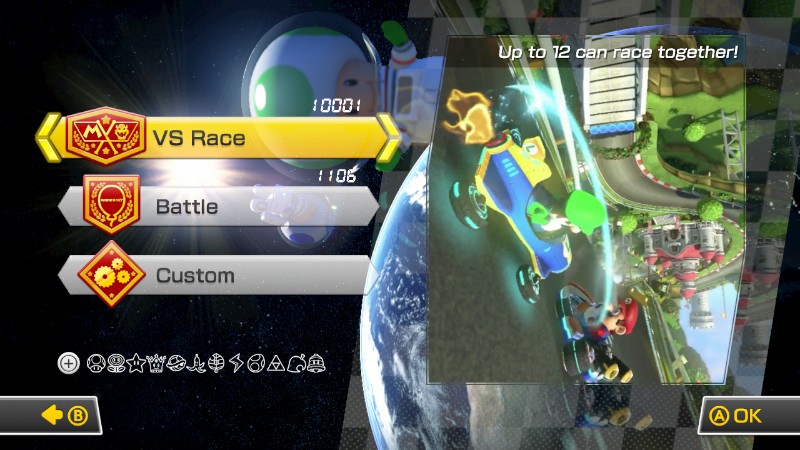 Up to 12 can race together!
10001
VS Race
1106
Battle
Custom
B
A OK